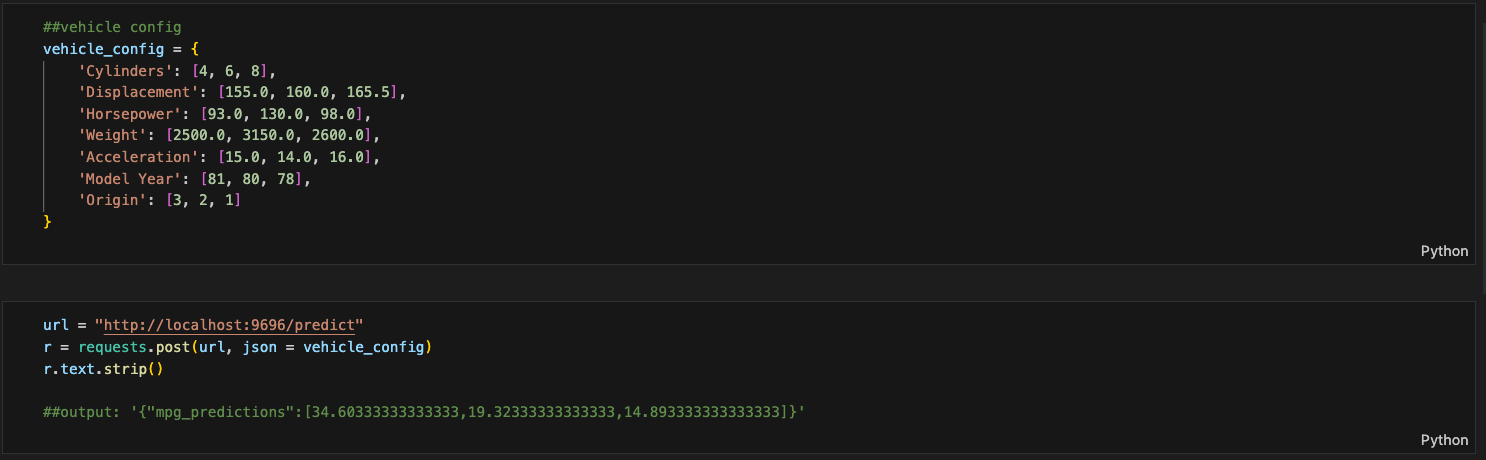 ##vehicle config
vehicle_config = {
    'Cylinders': [4, 6, 8],
    'Displacement': [155.0, 160.0, 165.5],
    'Horsepower': [93.0, 130.0, 98.0],
    'Weight': [2500.0, 3150.0, 2600.0],
    'Acceleration': [15.0, 14.0, 16.0],
    'Model Year': [81, 80, 78],
    'Origin': [3, 2, 1]
}
Python
url = "http://localhost:9696/predict"
r = requests.post(url, json = vehicle_config)
r.text.strip()
##output: '{"mpg_predictions":[34.60333333333333,19.32333333333333,14.893333333333333]}'
Python